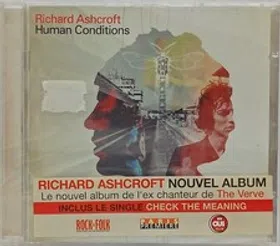 Richard Ashcroft
Human Conditions
RICHARD ASHCROFT NOUVEL ALBUM
Le nouvel album de l'ex chanteur de The Verve
INCLUS LE SINGLE CHECK THE MEANING
ROCK&FOLK
PREMIERE
OÜI